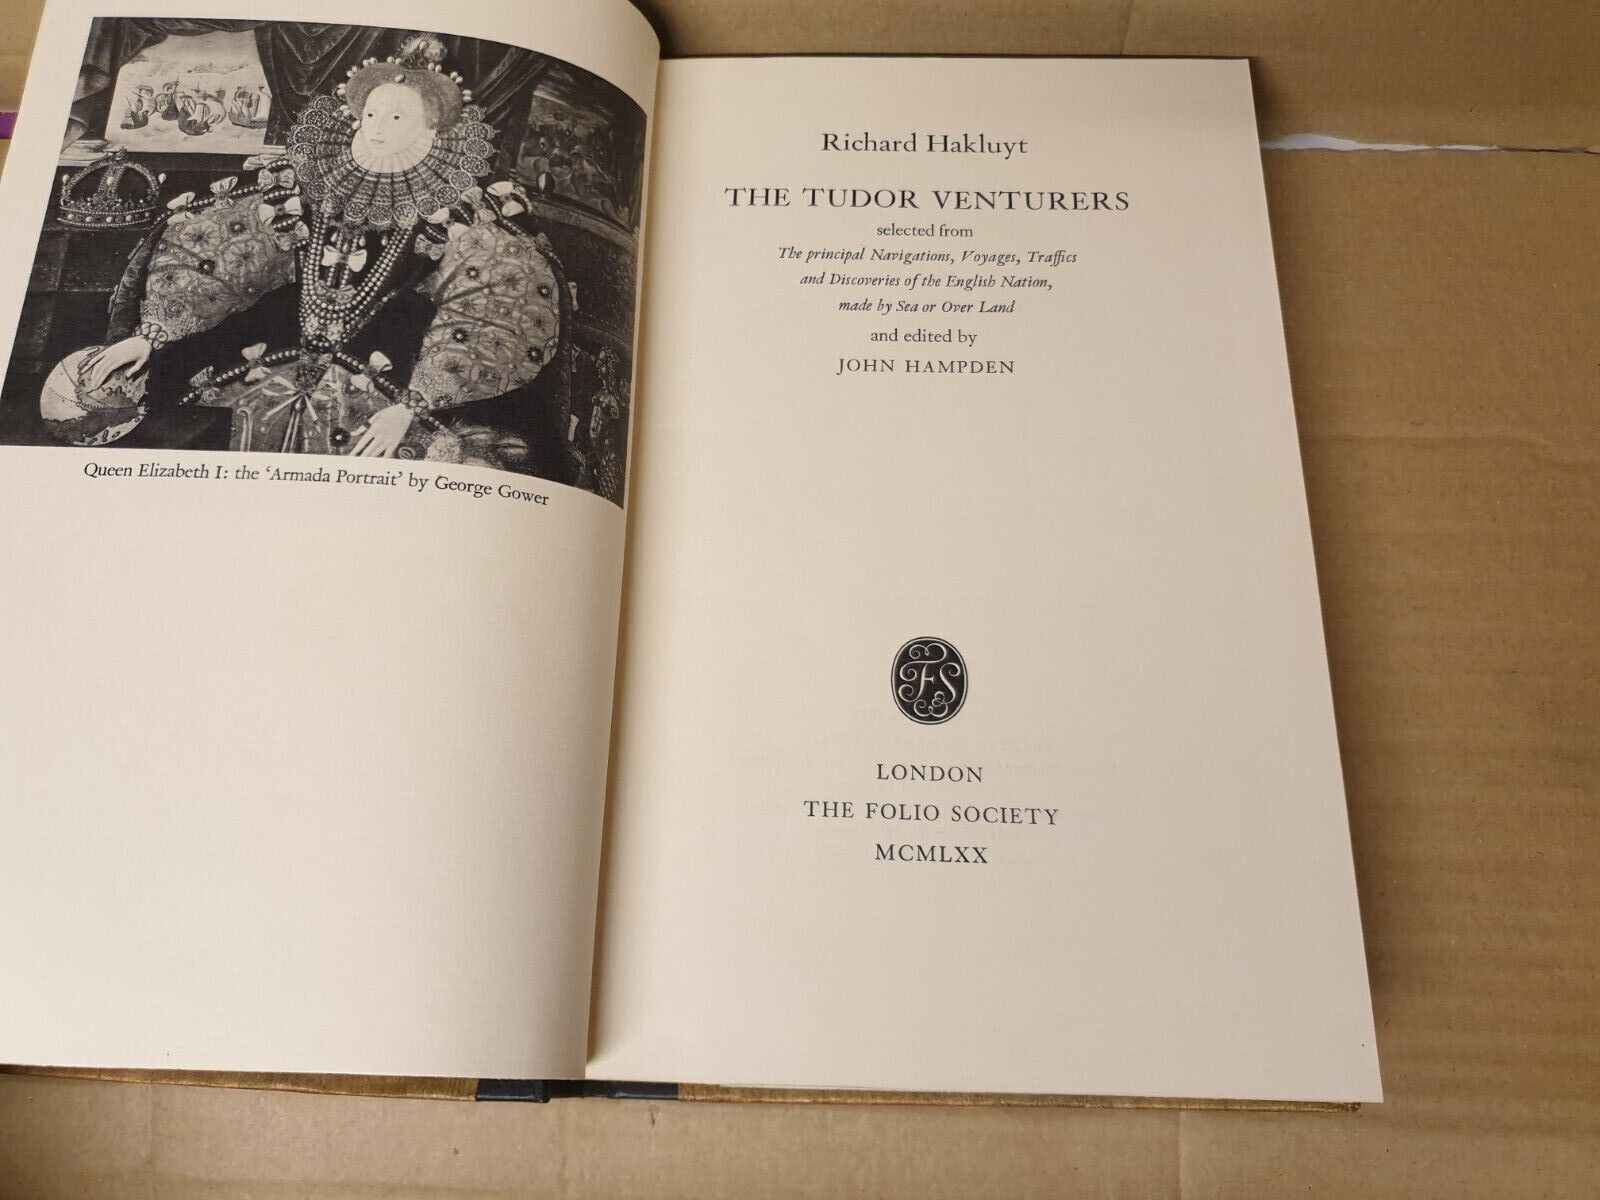 Queen Elizabeth I: the ‘Armada Portrait’ by George Gower
Richard Hakluyt
THE TUDOR VENTURERS
selected from
The principal Navigations, Voyages, Traffics
and Discoveries of the English Nation,
made by Sea or Over Land
and edited by
JOHN HAMPDEN
FS
LONDON
THE FOLIO SOCIETY
MCMLXX